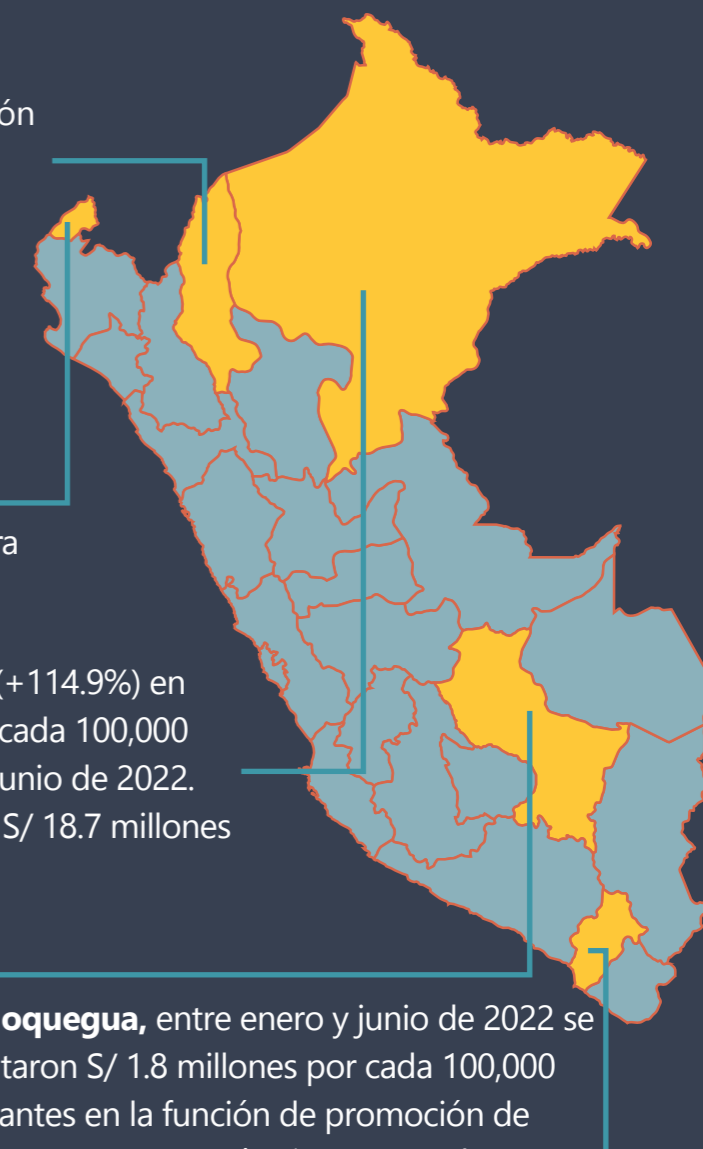 ón
ra
(+114.9%) en
cada 100,000
unio de 2022.
S/ 18.7 millones
oquegua, entre enero y junio de 2022 se
taron S/ 1.8 millones por cada 100,000
antes en la función de promoción de